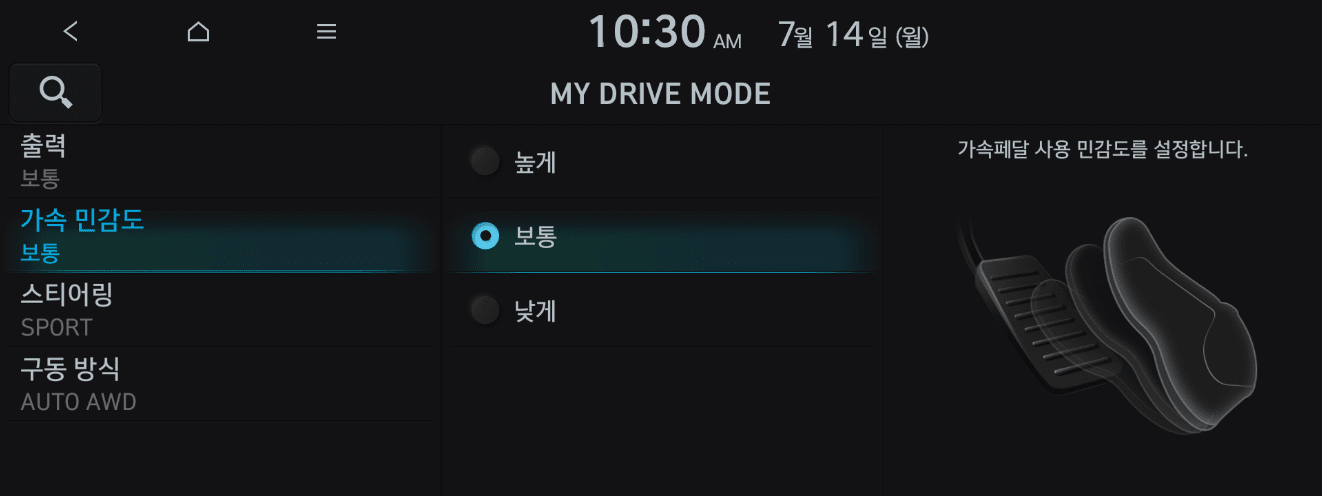 10:30 AM 7월 14일 (월)
MY DRIVE MODE
출력
보통
가속 민감도
보통
스티어링
SPORT
구동 방식
AUTO AWD
높게
보통
낮게
가속페달 사용 민감도를 설정합니다.